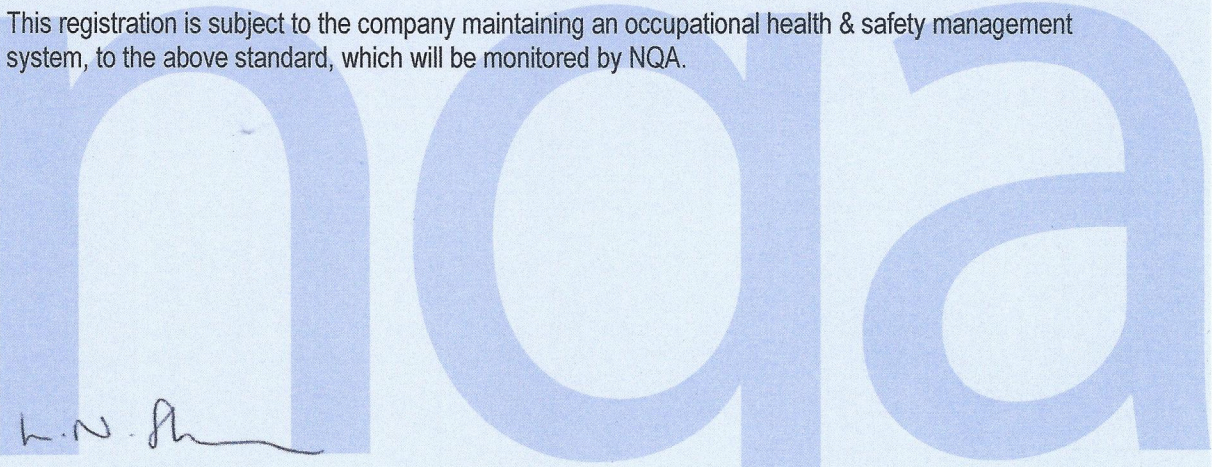 This registration is subject to the company maintaining an occupational health & safety management
system, to the above standard, which will be monitored by NQA.
nqa